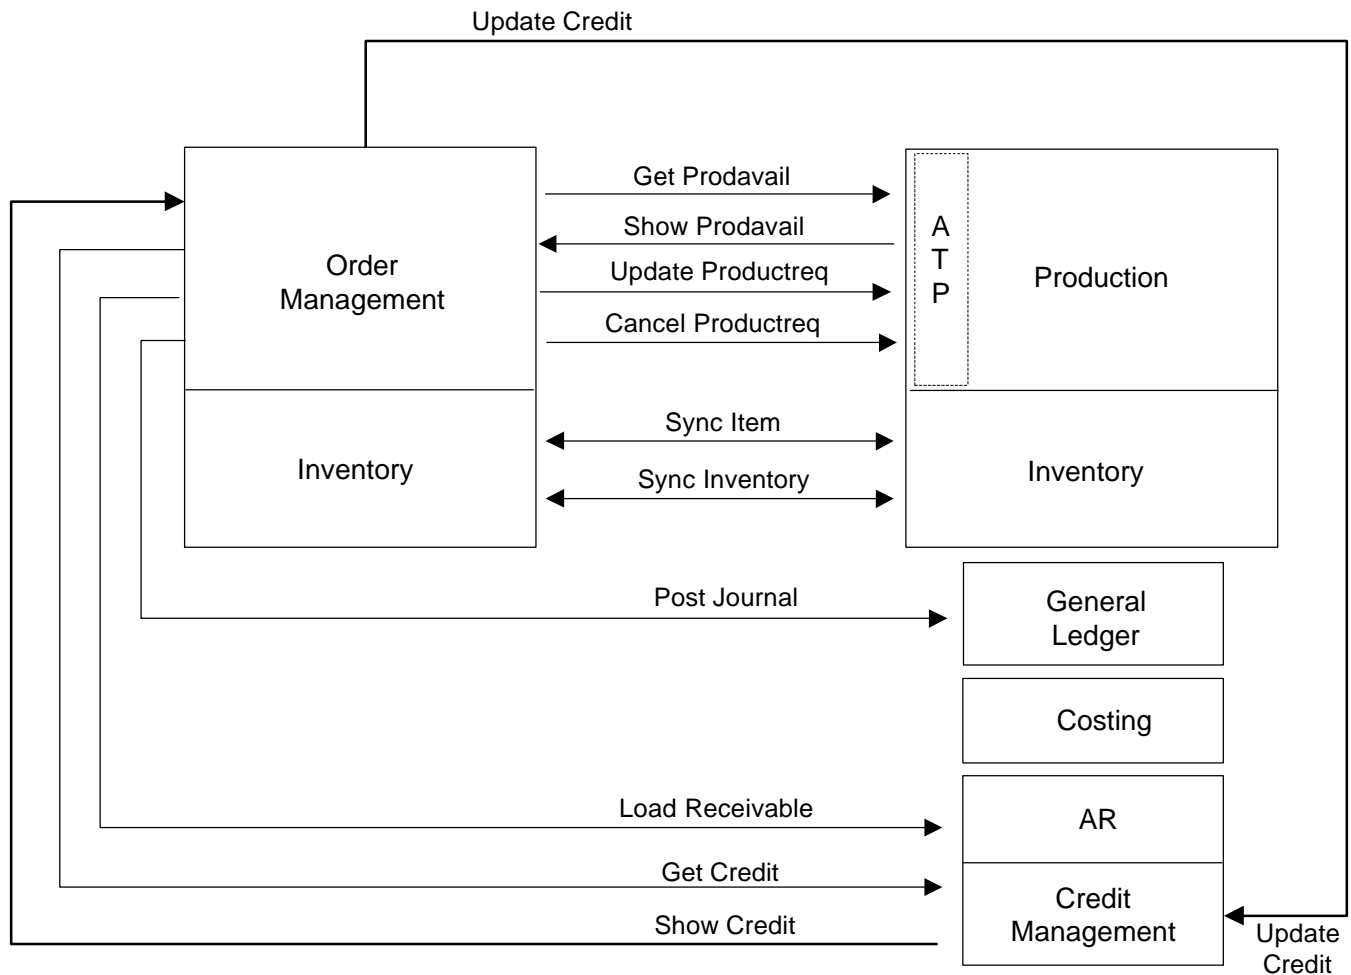 Update Credit
Get Prodavail
Show Prodavail
Update Productreq
Cancel Productreq
Order
Management
A
T
P
Production
Sync Item
Sync Inventory
Inventory
Inventory
Post Journal
General
Ledger
Costing
Load Receivable
AR
Get Credit
Show Credit
Credit
Management
Update
Credit